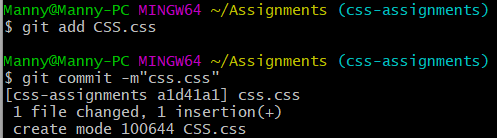 Manny@Manny-PC MINGW64 ~/Assignments (css-assignments)
$ git add CSS.css
Manny@Manny-PC MINGW64 ~/Assignments (css-assignments)
$ git commit -m"css.css"
[css-assignments a1d41a1] css.css
 1 file changed, 1 insertion(+)
 create mode 100644 CSS.css